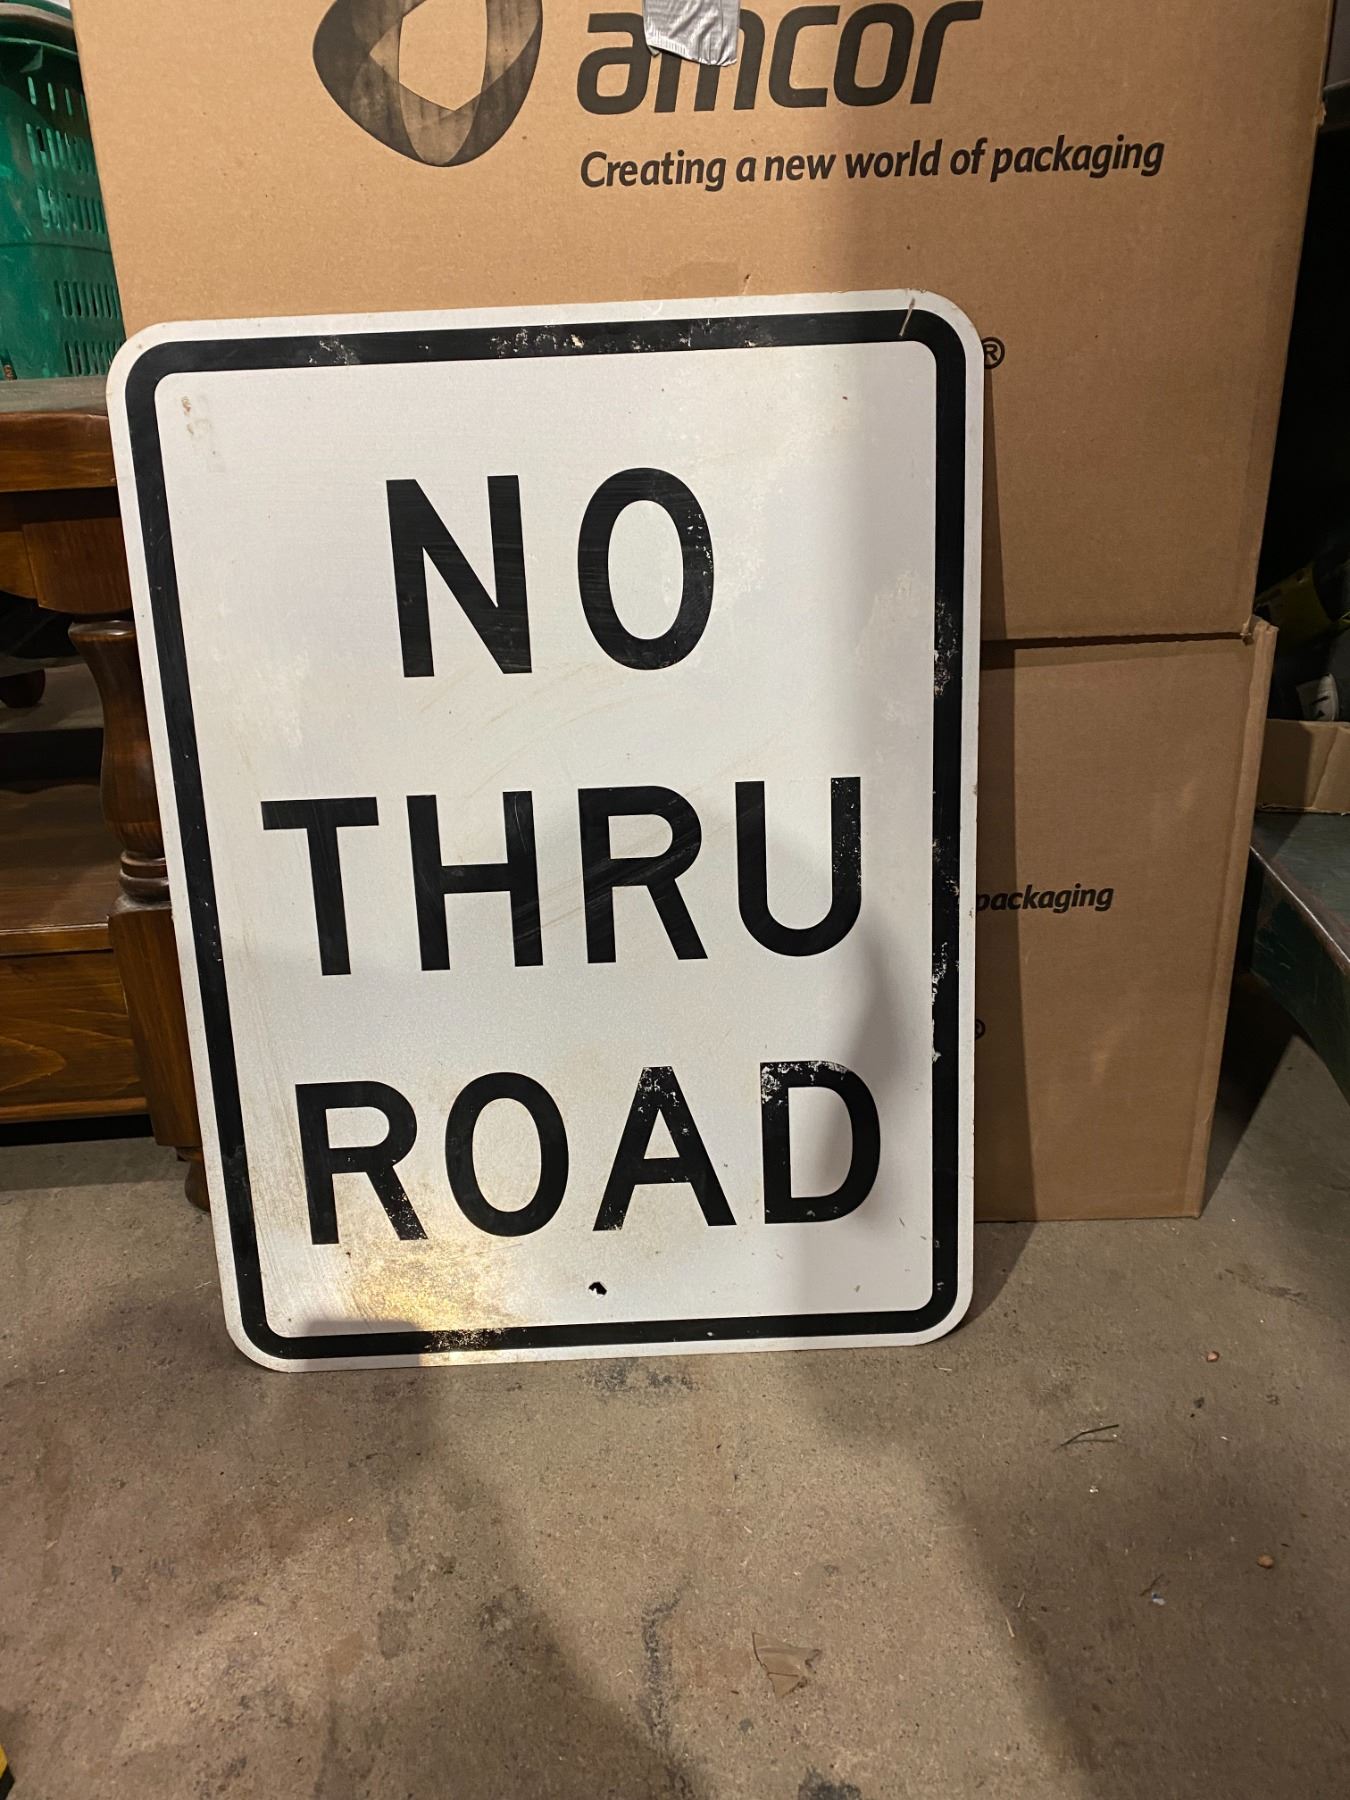 amcor
Creating a new world of packaging
®
NO
THRU
ROAD
packaging
®